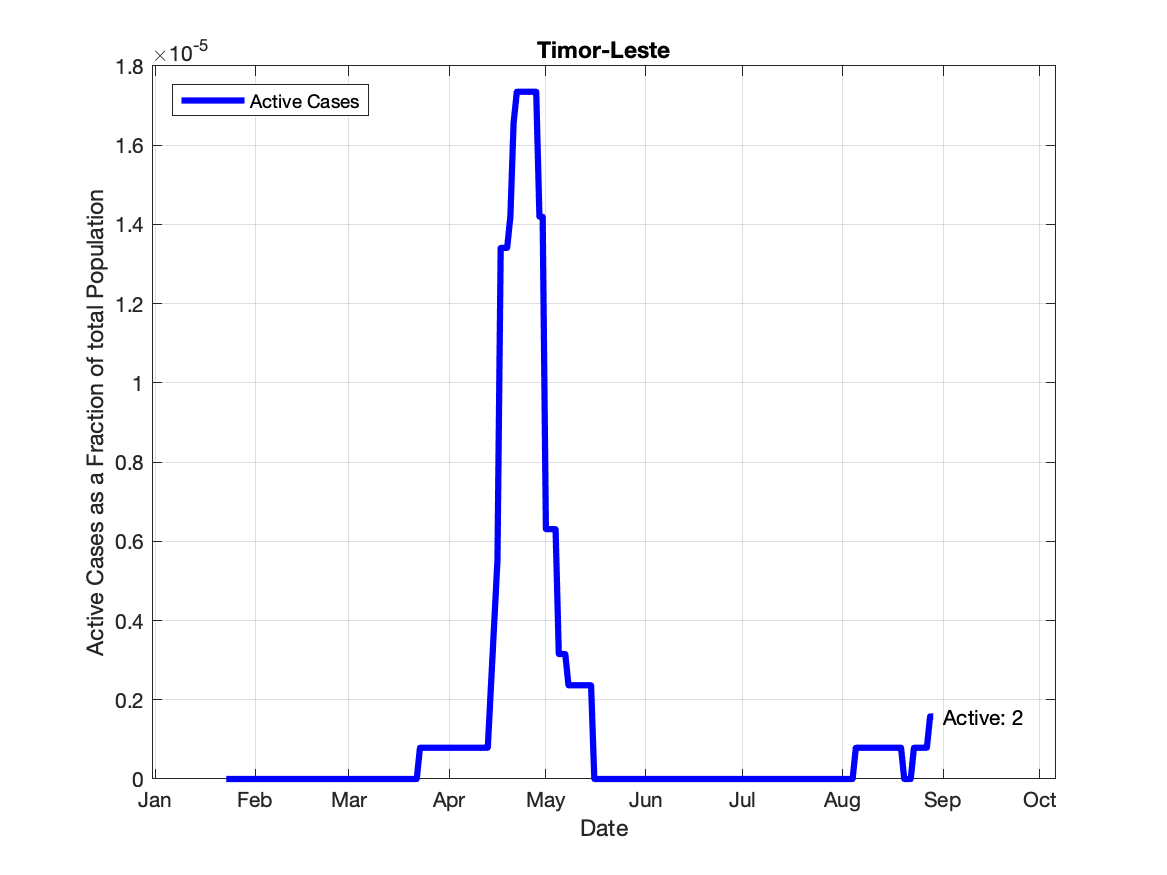 Timor-Leste
×10-5
1.8
1.6
1.4
1.2
1
0.8
0.6
0.4
0.2
0
Active Cases as a Fraction of total Population
Active Cases
Active: 2
Jan Feb Mar Apr May Jun Jul Aug Sep Oct
Date